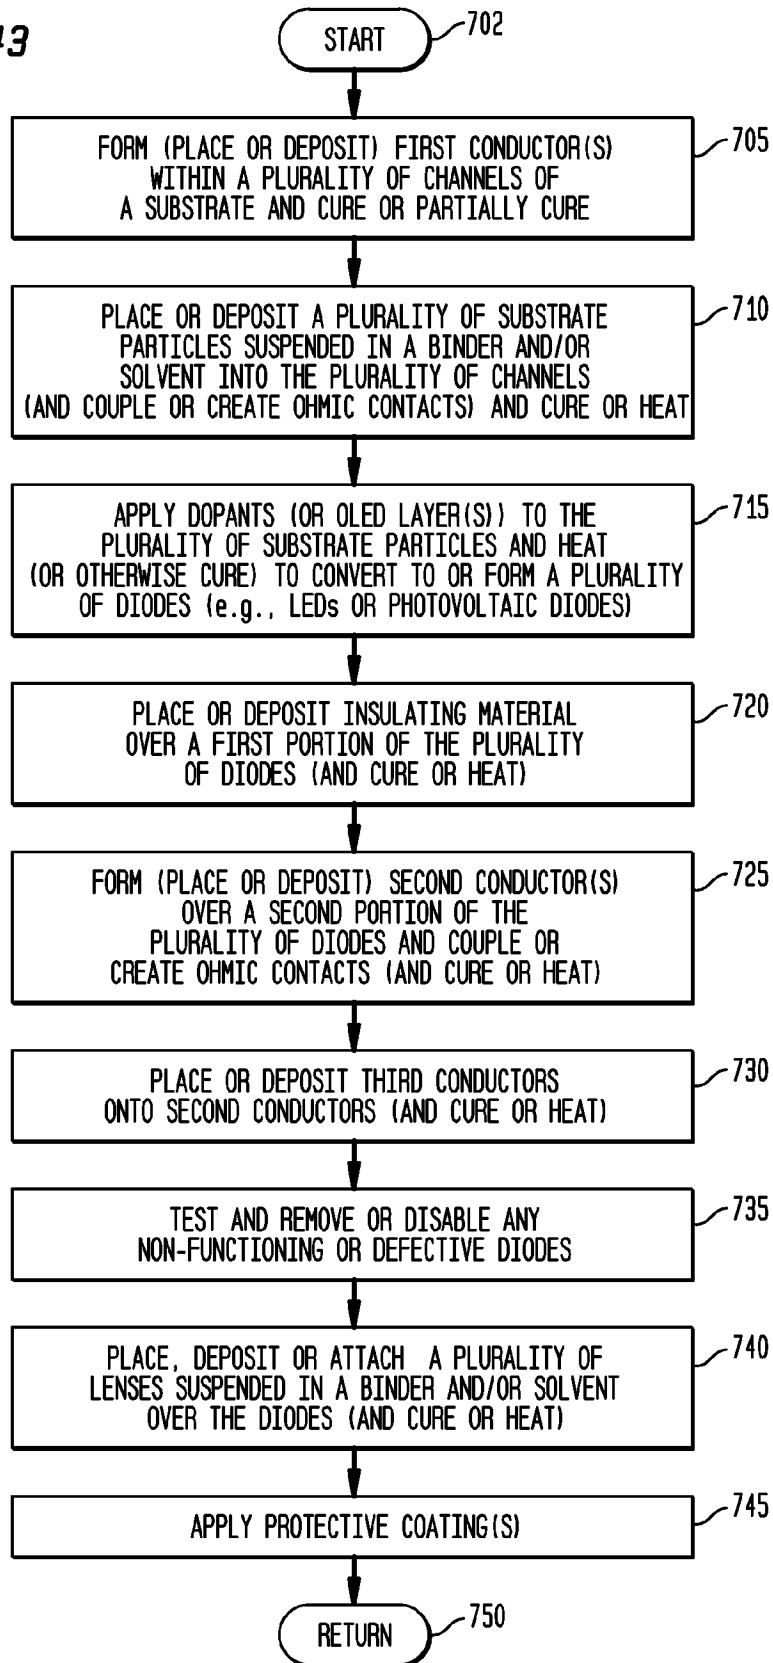 43
START
702
FORM (PLACE OR DEPOSIT) FIRST CONDUCTOR(S)
WITHIN A PLURALITY OF CHANNELS OF
A SUBSTRATE AND CURE OR PARTIALLY CURE
705
PLACE OR DEPOSIT A PLURALITY OF SUBSTRATE
PARTICLES SUSPENDED IN A BINDER AND/OR
SOLVENT INTO THE PLURALITY OF CHANNELS
(AND COUPLE OR CREATE OHMIC CONTACTS) AND CURE OR HEAT
710
APPLY DOPANTS (OR OLED LAYER(S)) TO THE
PLURALITY OF SUBSTRATE PARTICLES AND HEAT
(OR OTHERWISE CURE) TO CONVERT TO OR FORM A PLURALITY
OF DIODES (e.g., LEDs OR PHOTOVOLTAIC DIODES)
715
PLACE OR DEPOSIT INSULATING MATERIAL
OVER A FIRST PORTION OF THE PLURALITY
OF DIODES (AND CURE OR HEAT)
720
FORM (PLACE OR DEPOSIT) SECOND CONDUCTOR(S)
OVER A SECOND PORTION OF THE
PLURALITY OF DIODES AND COUPLE OR
CREATE OHMIC CONTACTS (AND CURE OR HEAT)
725
PLACE OR DEPOSIT THIRD CONDUCTORS
ONTO SECOND CONDUCTORS (AND CURE OR HEAT)
730
TEST AND REMOVE OR DISABLE ANY
NON-FUNCTIONING OR DEFECTIVE DIODES
735
PLACE, DEPOSIT OR ATTACH A PLURALITY OF
LENSES SUSPENDED IN A BINDER AND/OR SOLVENT
OVER THE DIODES (AND CURE OR HEAT)
740
APPLY PROTECTIVE COATING(S)
745
RETURN
750